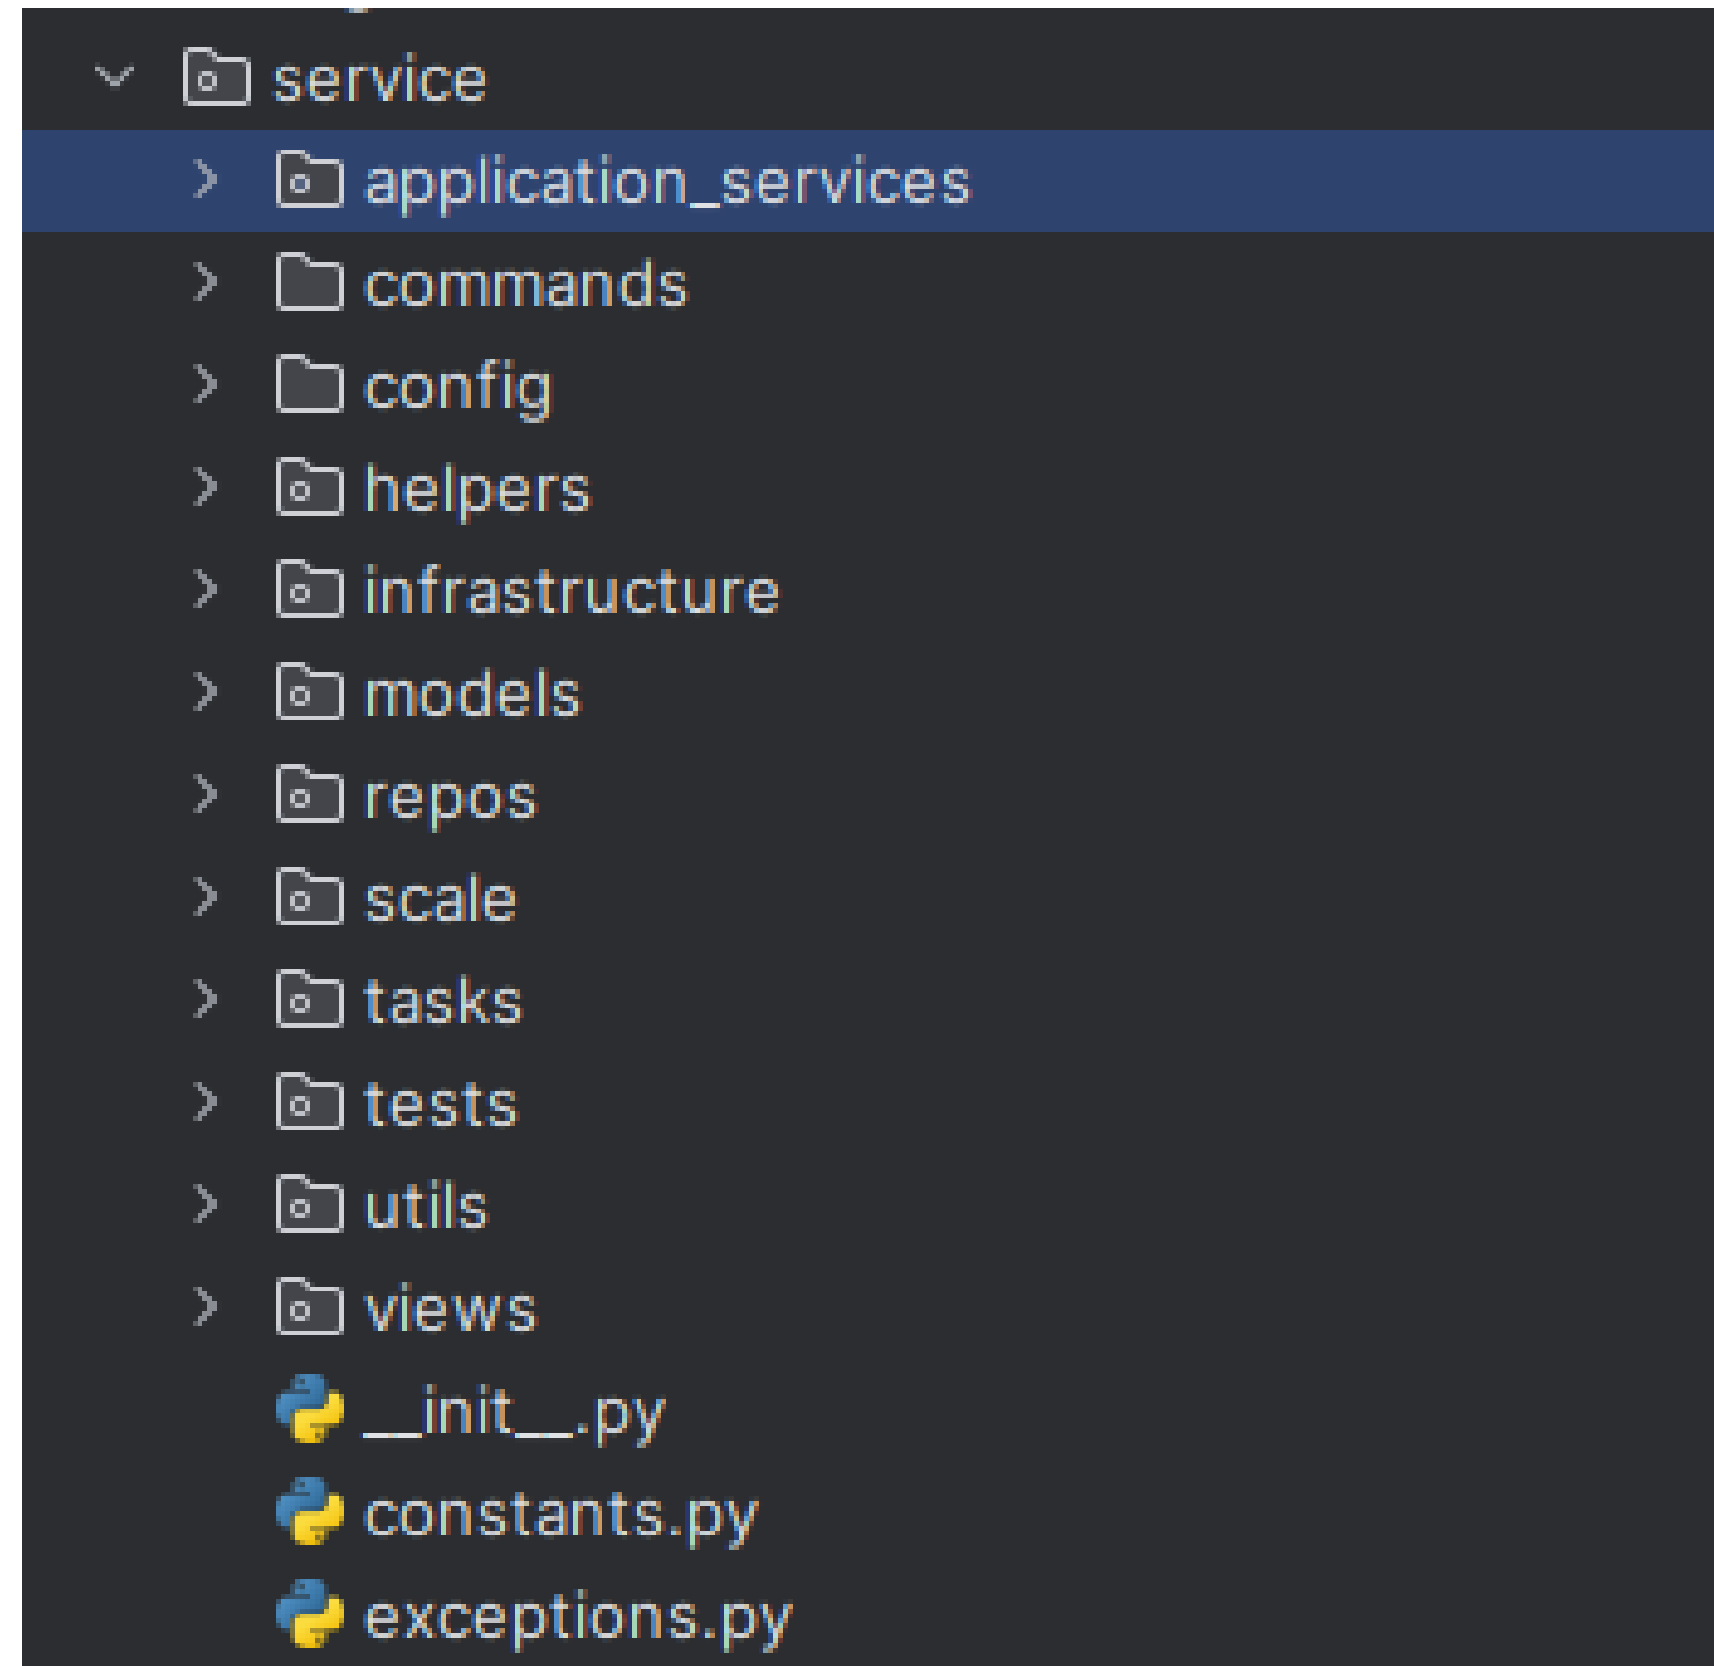 service
application_services
commands
config
helpers
infrastructure
models
repos
scale
tasks
tests
utils
views
__init__.py
constants.py
exceptions.py